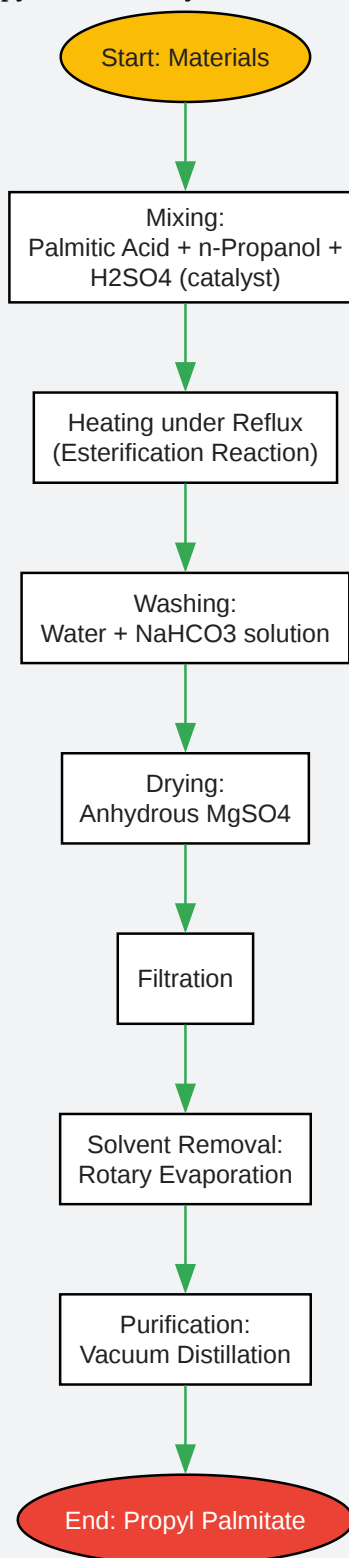 Start: Materials
Mixing:
Palmitic Acid + n-Propanol +
H2SO4 (catalyst)
Heating under Reflux
(Esterification Reaction)
Washing:
Water + NaHCO3 solution
Drying:
Anhydrous MgSO4
Filtration
Solvent Removal:
Rotary Evaporation
Purification:
Vacuum Distillation
End: Propyl Palmitate